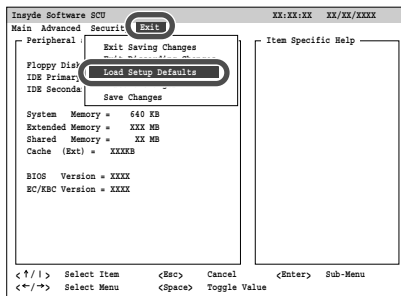 Insyde Software SCU XX:XX:XX XX/XX/XXXX
Main Advanced Securit Exit
Peripheral
Item Specific Help
Exit Saving Changes
Floppy Disk
Load Setup Defaults
IDE Primary
IDE Seconda
Save Changes
System Memory = 640 KB
Extended Memory = XXX MB
Shared Memory = XX MB
Cache (Ext) = XXXKB
BIOS Version = XXXX
EC/KBC Version = XXXX
<↑/↓> Select Item <Esc> Cancel <Enter> Sub-Menu
<←/→> Select Menu <Space> Toggle Value